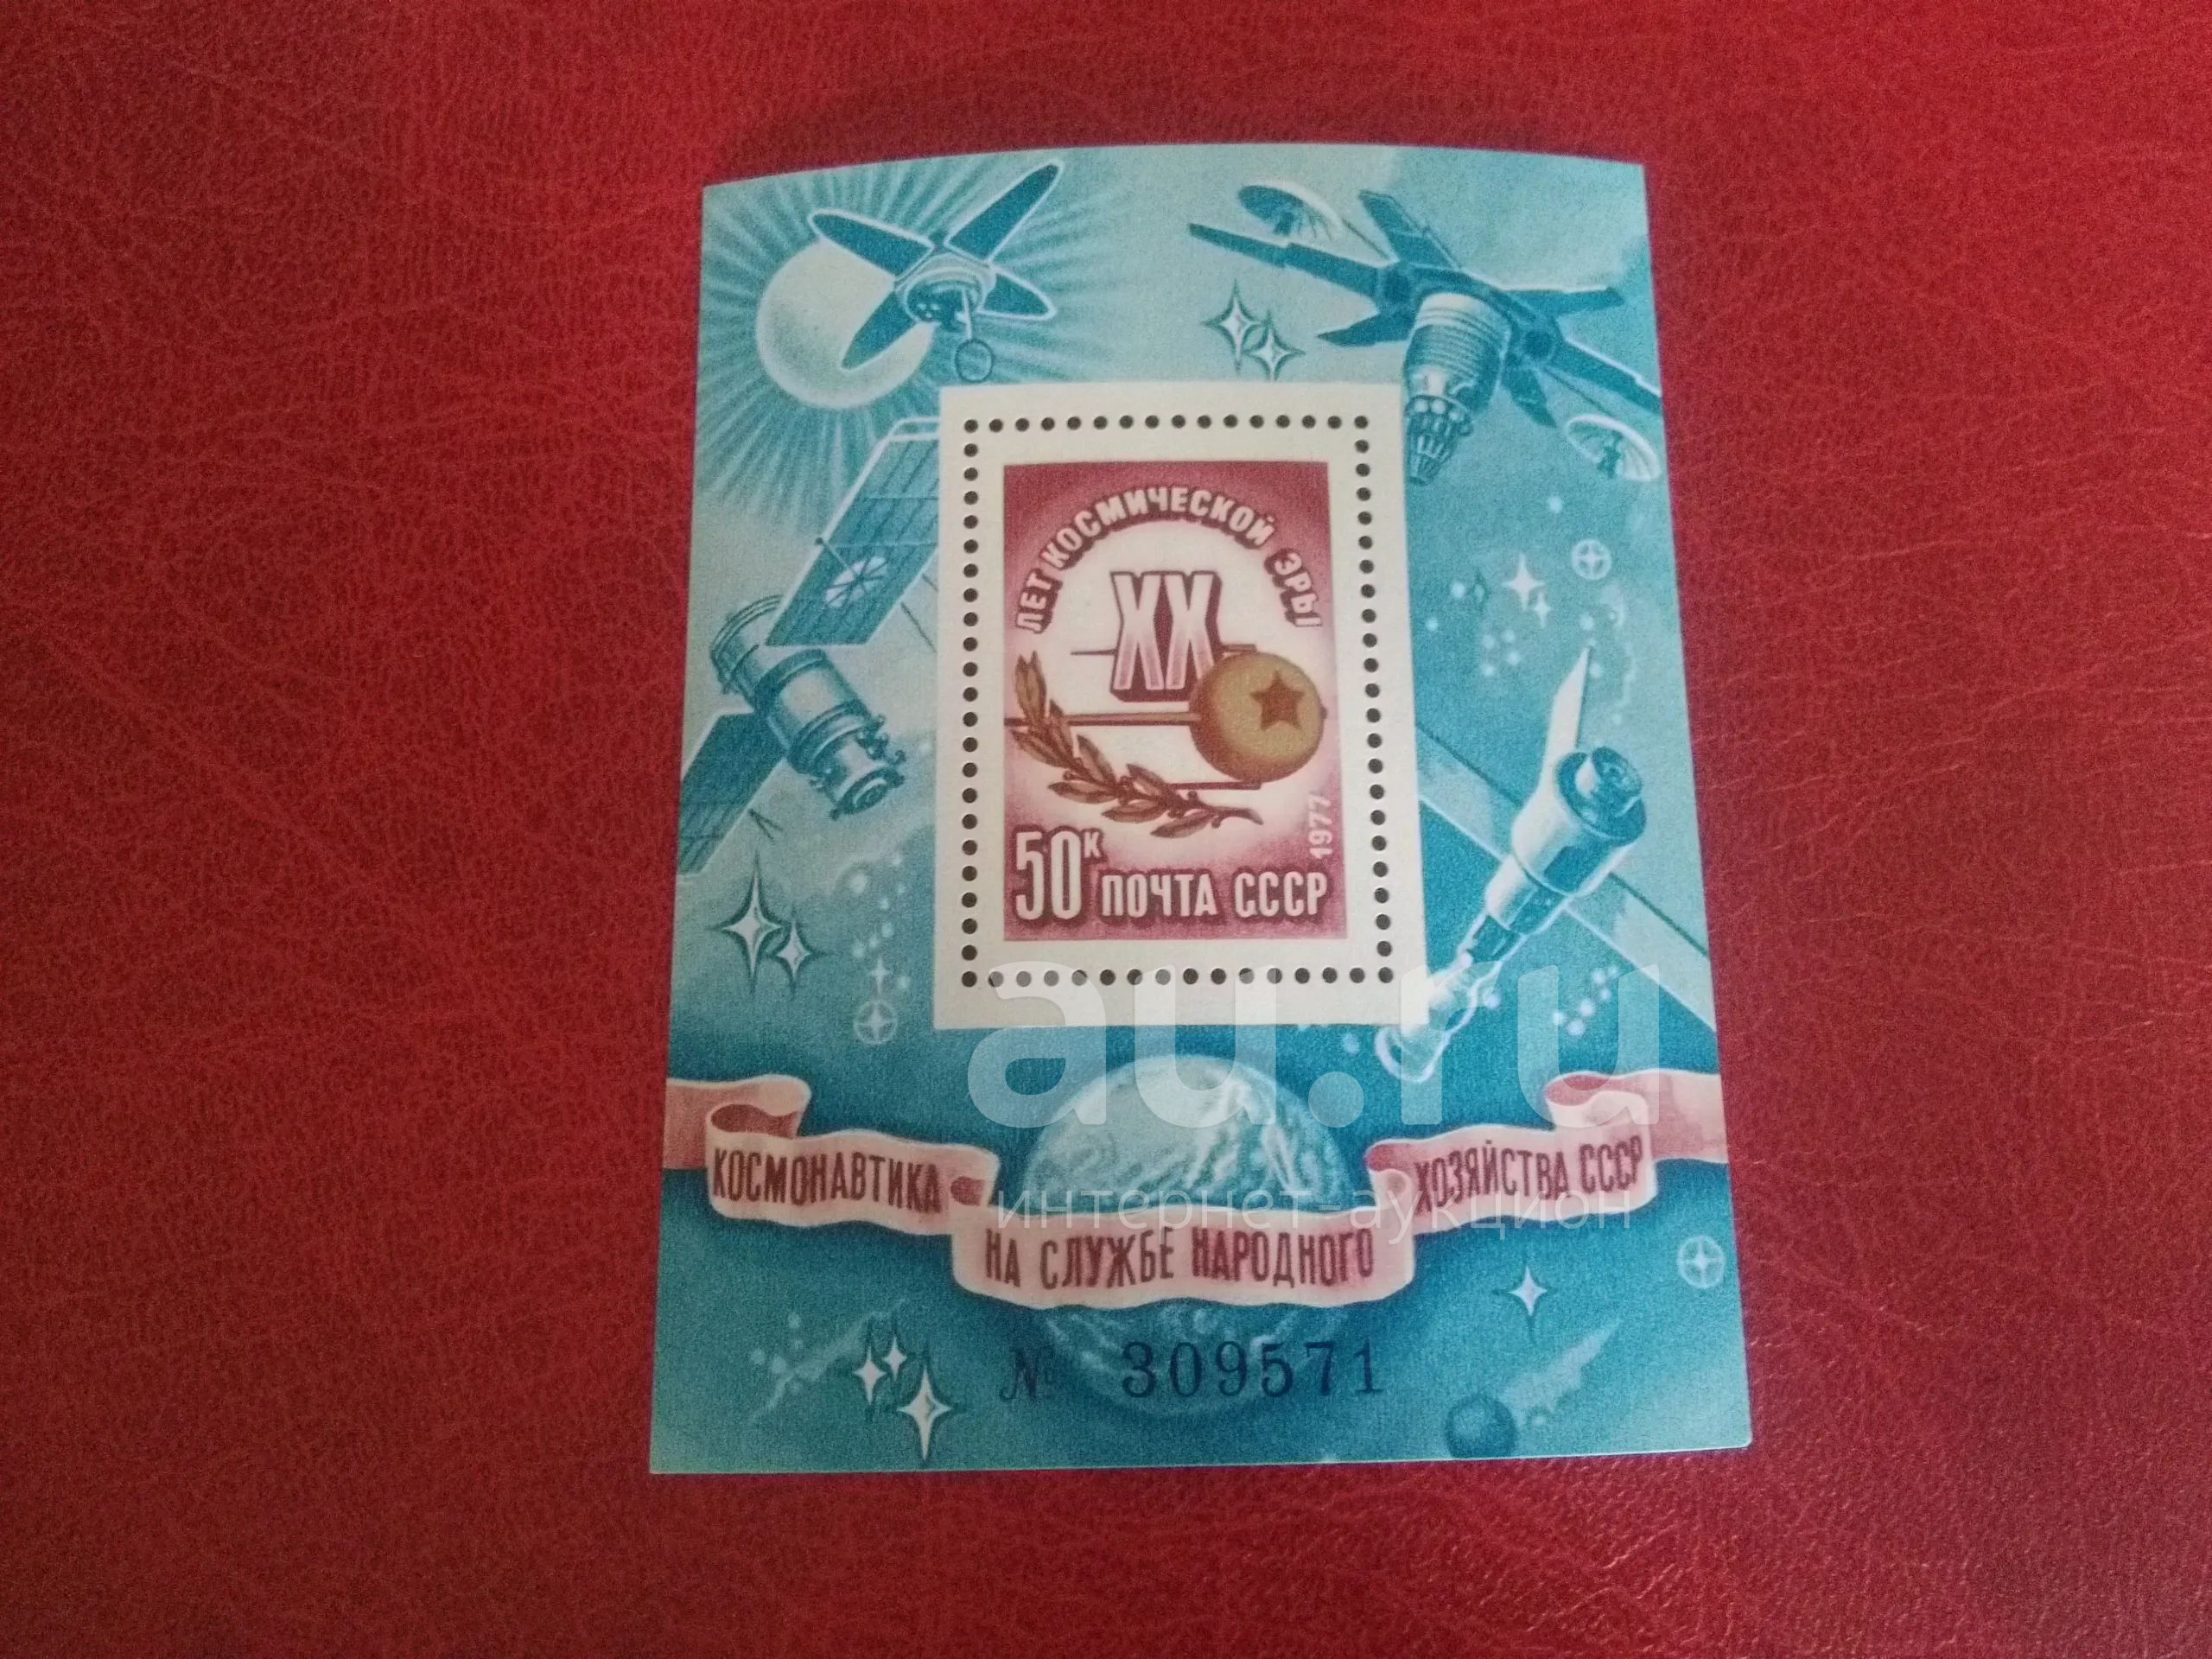 ЛЕТ КОСМИЧЕСКОЙ ЭРЫ
XX
1977
50 к ПОЧТА СССР
au.ru
КОСМОНАВТИКА
НА СЛУЖБЕ НАРОДНОГО
ХОЗЯЙСТВА СССР
интернет-аукцион
№ 309571